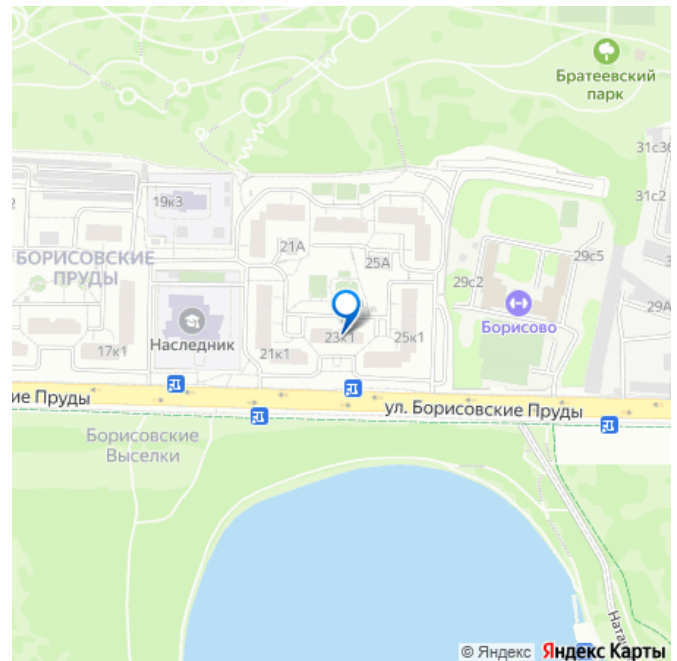 Братеевский
парк
31с36
31с2
19к3
21А
25А
БОРИСОВСКИЕ
ПРУДЫ
29с2
29с5
29А
Наследник
17к1
21к1
23к1
25к1
Борисово
ие Пруды
ул. Борисовские Пруды
Борисовские
Выселки
© Яндекс Яндекс Карты